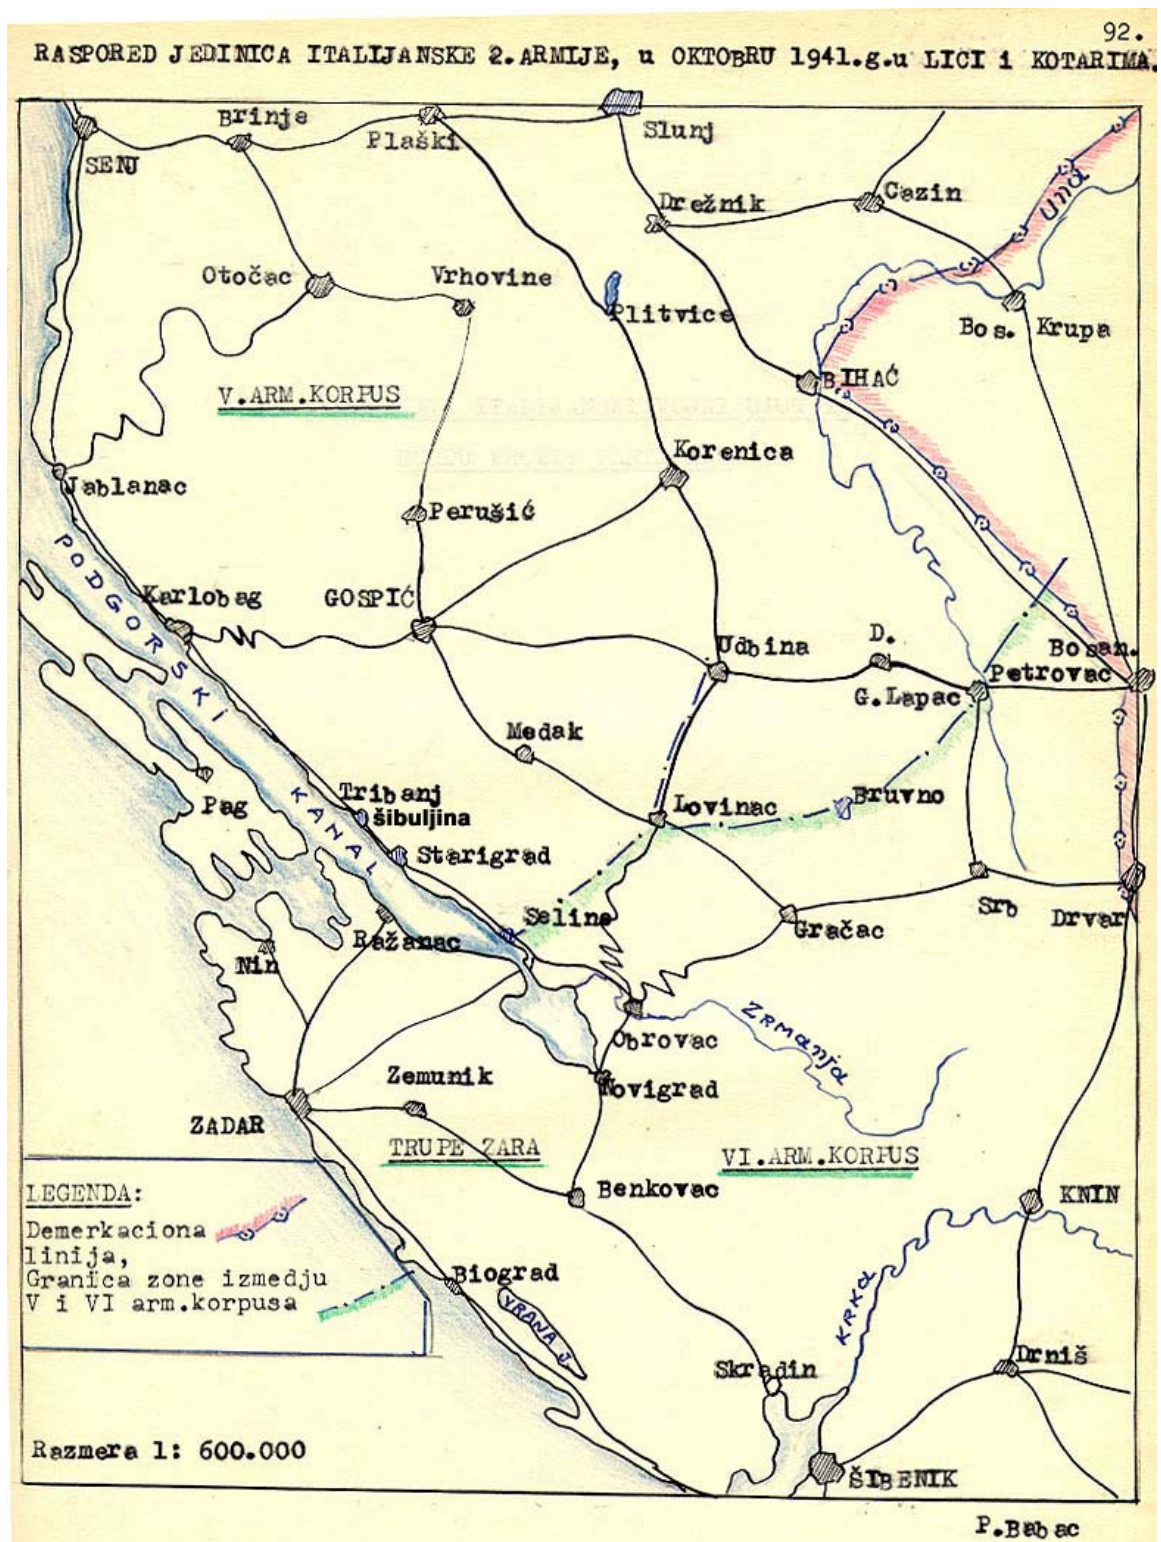 92.
RASPORED JEDINICA ITALIJANSKE 2.ARMIJE, u OKTOBRU 1941.g.u LICI i KOTARIMA.
Brinje
Plaški
Slunj
SENJ
Drežnik
Cazin
Una
Otočac
Vrhovine
Plitvice
Bos. Krupa
BIHAĆ
V.ARM.KORPUS
Korenica
Jablanac
Perušić
PODGORSKI KANAL
Karlobag
GOSPIĆ
Udbina
D.
G.Lapac
Bosan.
Petrovac
Medak
Pag
Tribanj
šibuljina
Lovinac
Bruvno
Starigrad
Seline
Ražanac
Nin
Gračac
Srb
Drvar
Obrovac
ZRMANJA
Novigrad
Zemunik
ZADAR
TRUPE ZARA
VI.ARM.KORPUS
Benkovac
KNIN
LEGENDA:
Demerkaciona
linija,
Granica zone izmedju
V i VI arm.korpusa
Biograd
VRANA J.
KRKA
Skradin
Drniš
Razmera 1: 600.000
ŠIBENIK
P.Babac